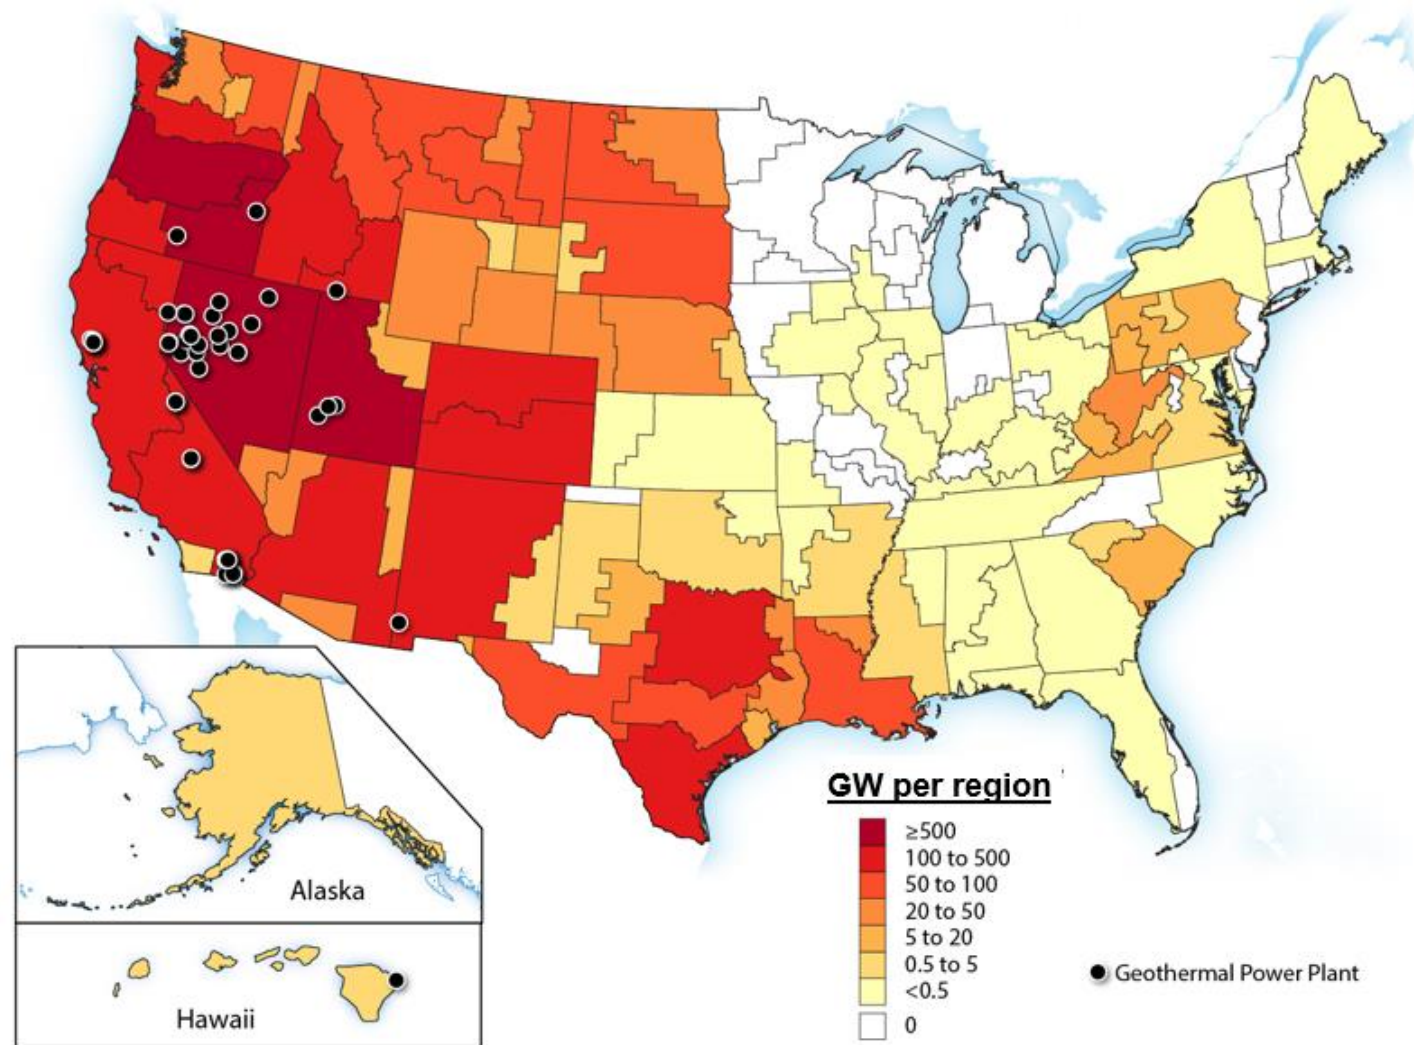 GW per region
≥500
100 to 500
50 to 100
20 to 50
5 to 20
0.5 to 5
<0.5
0
Geothermal Power Plant
Alaska
Hawaii